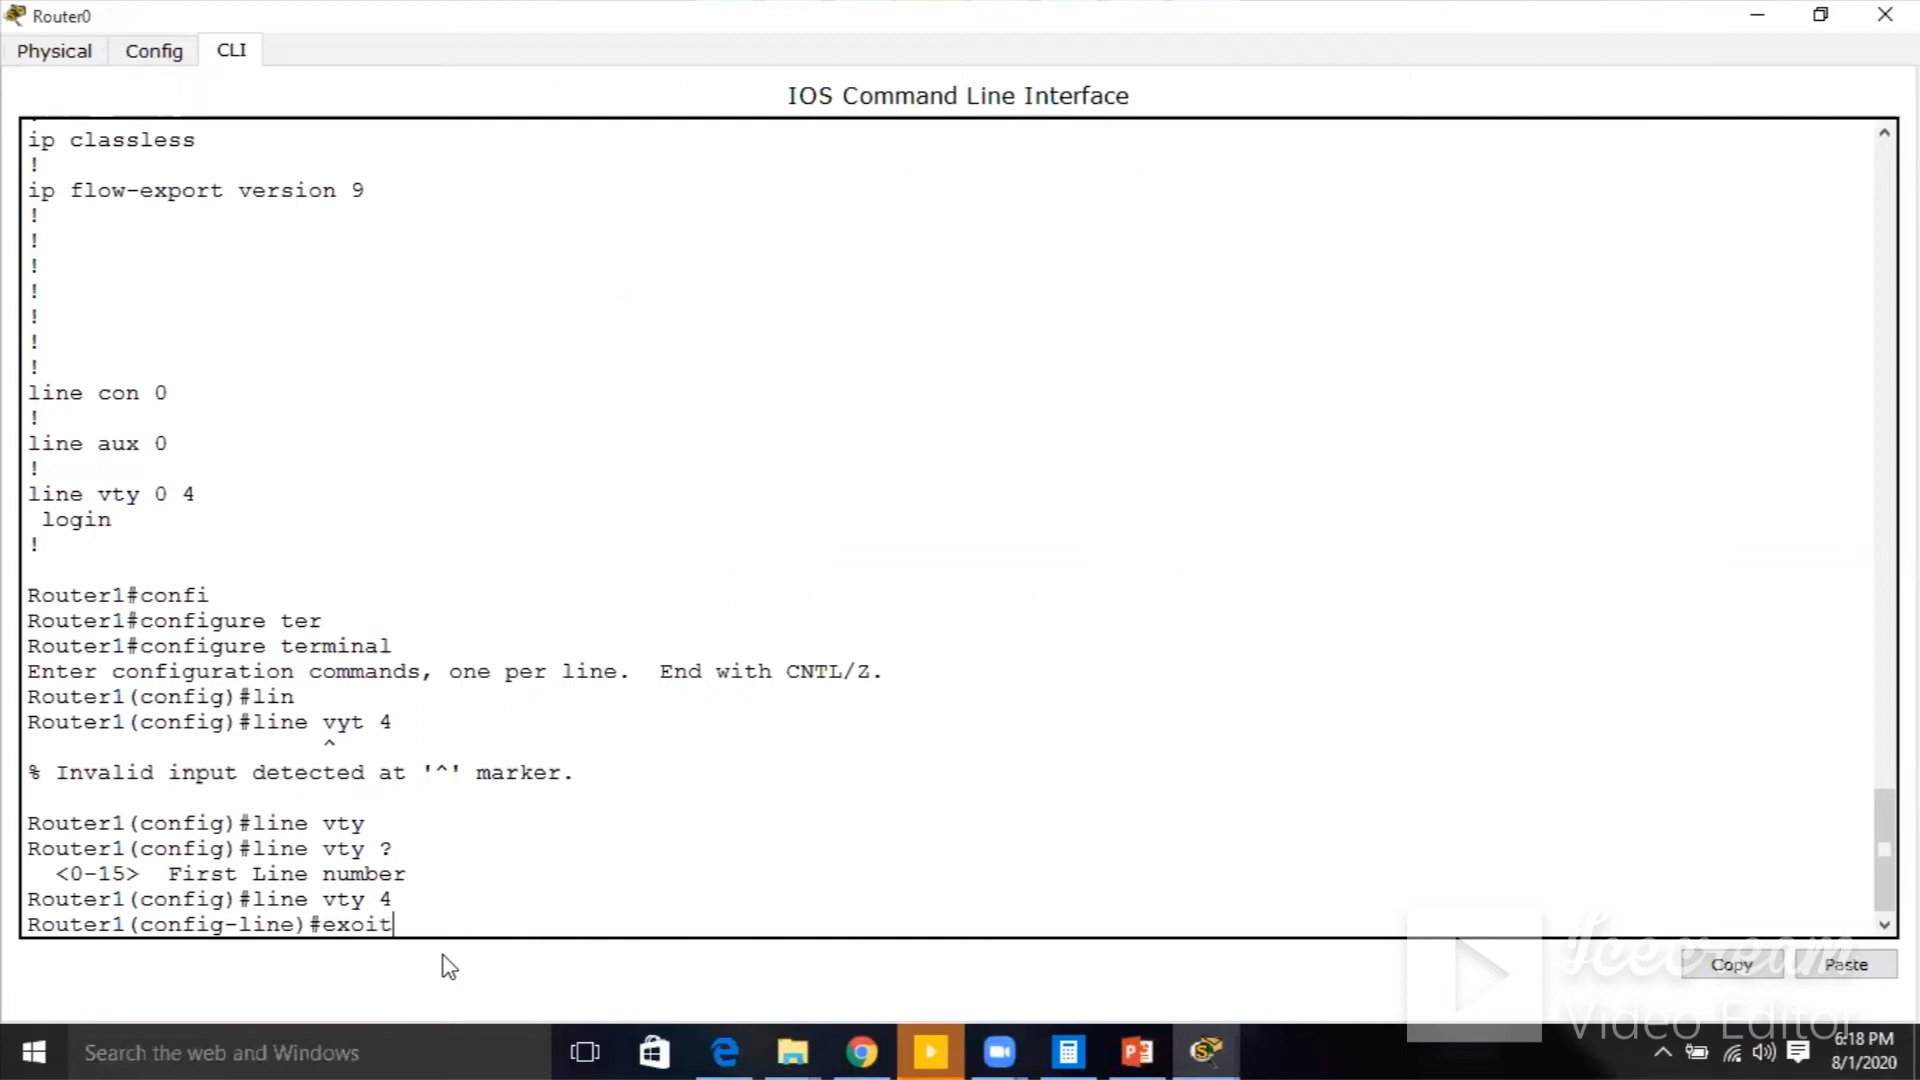 Router0
Physical Config CLI
IOS Command Line Interface
ip classless
!
ip flow-export version 9
!
!
!
!
!
!
!
line con 0
!
line aux 0
!
line vty 0 4
 login
!
Router1#confi
Router1#configure ter
Router1#configure terminal
Enter configuration commands, one per line.  End with CNTL/Z.
Router1(config)#lin
Router1(config)#line vyt 4
^
% Invalid input detected at '^' marker.
Router1(config)#line vty
Router1(config)#line vty ?
  <0-15>  First Line number
Router1(config)#line vty 4
Router1(config-line)#exoit
Copy Paste
Icecream
Video Editor
Search the web and Windows
6:18 PM
8/1/2020